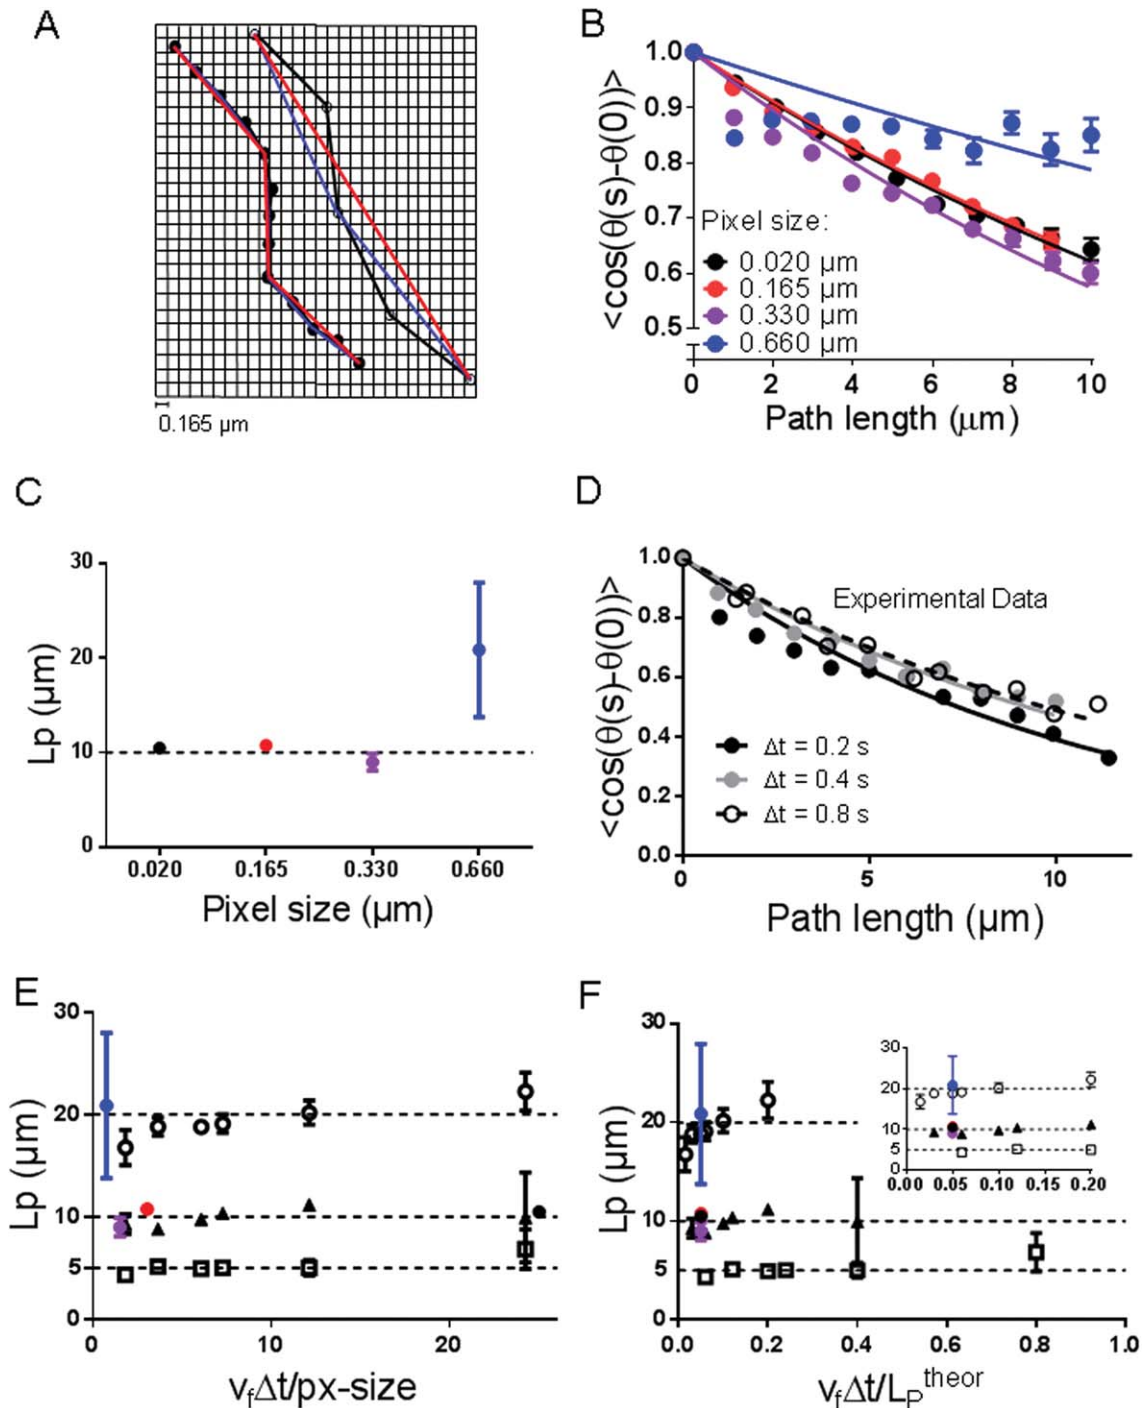 A
0.165 µm
B
<cos(θ(s)-θ(0))>
1.0
0.9
0.8
0.7
0.6
0.5
Pixel size:
0.020 µm
0.165 µm
0.330 µm
0.660 µm
0 2 4 6 8 10
Path length (µm)
C
Lp (µm)
30
20
10
0
0.020 0.165 0.330 0.660
Pixel size (µm)
D
<cos(θ(s)-θ(0))>
1.0
0.8
0.6
0.4
0.2
0.0
Experimental Data
Δt = 0.2 s
Δt = 0.4 s
Δt = 0.8 s
0 5 10
Path length (µm)
E
Lp (µm)
30
20
10
5
0
0 10 20
vfΔt/px-size
F
Lp (µm)
30
20
10
5
0
0.0 0.2 0.4 0.6 0.8 1.0
vfΔt/LP theor
30
20
10
5
0
0.00 0.05 0.10 0.15 0.20